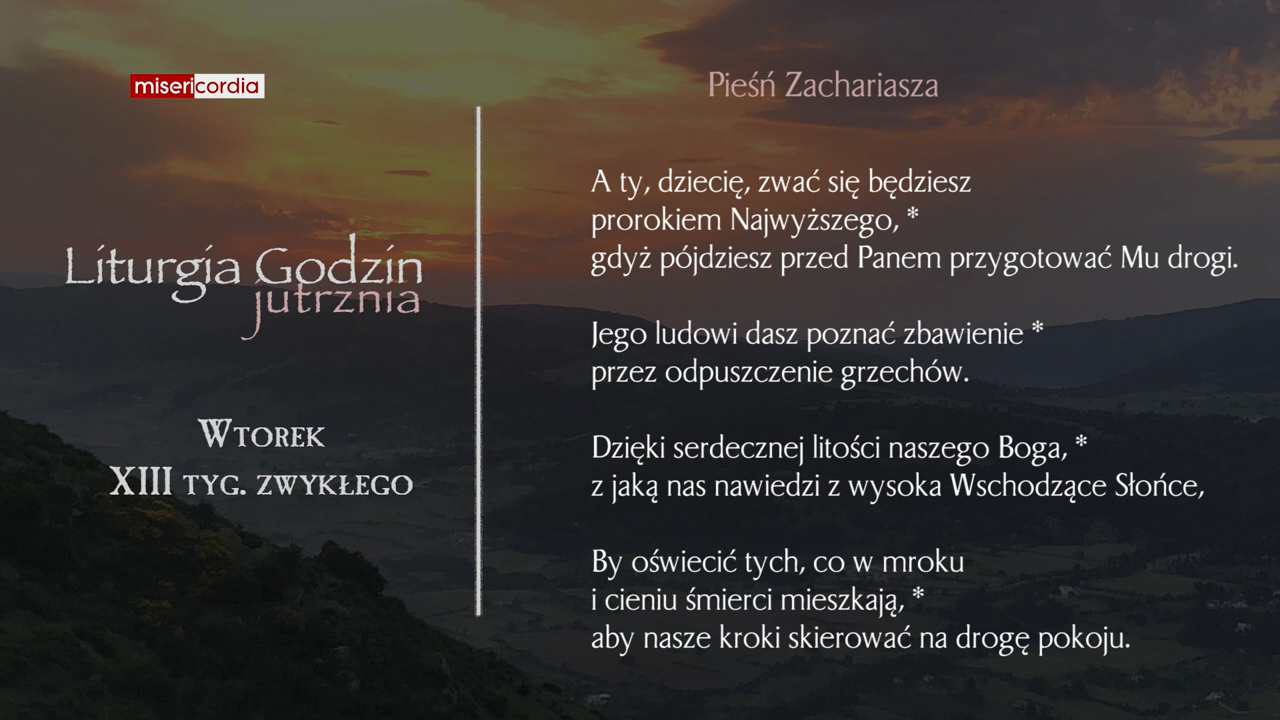 misericordia
Liturgia Godzin
jutrznia
Wtorek
XIII tyg. zwykłego
Pieśń Zachariasza
A ty, dziecię, zwać się będziesz
prorokiem Najwyższego, *
gdyż pójdziesz przed Panem przygotować Mu drogi.
Jego ludowi dasz poznać zbawienie *
przez odpuszczenie grzechów.
Dzięki serdecznej litości naszego Boga, *
z jaką nas nawiedzi z wysoka Wschodzące Słońce,
By oświecić tych, co w mroku
i cieniu śmierci mieszkają, *
aby nasze kroki skierować na drogę pokoju.